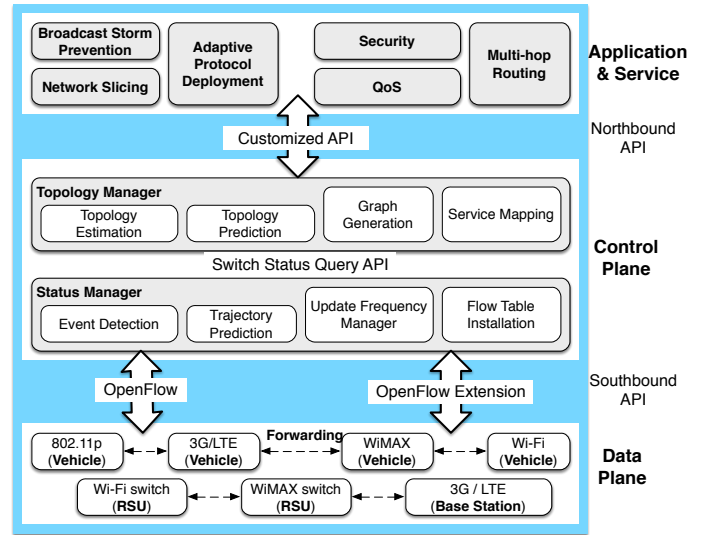 Broadcast Storm
Prevention
Network Slicing
Adaptive
Protocol
Deployment
Security
QoS
Multi-hop
Routing
Application
& Service
Customized API
Northbound
API
Topology Manager
Topology
Estimation
Topology
Prediction
Graph
Generation
Service Mapping
Switch Status Query API
Control
Plane
Status Manager
Event Detection
Trajectory
Prediction
Update Frequency
Manager
Flow Table
Installation
OpenFlow
OpenFlow Extension
Southbound
API
Forwarding
802.11p
(Vehicle)
3G/LTE
(Vehicle)
WiMAX
(Vehicle)
Wi-Fi
(Vehicle)
Data
Plane
Wi-Fi switch
(RSU)
WiMAX switch
(RSU)
3G / LTE
(Base Station)